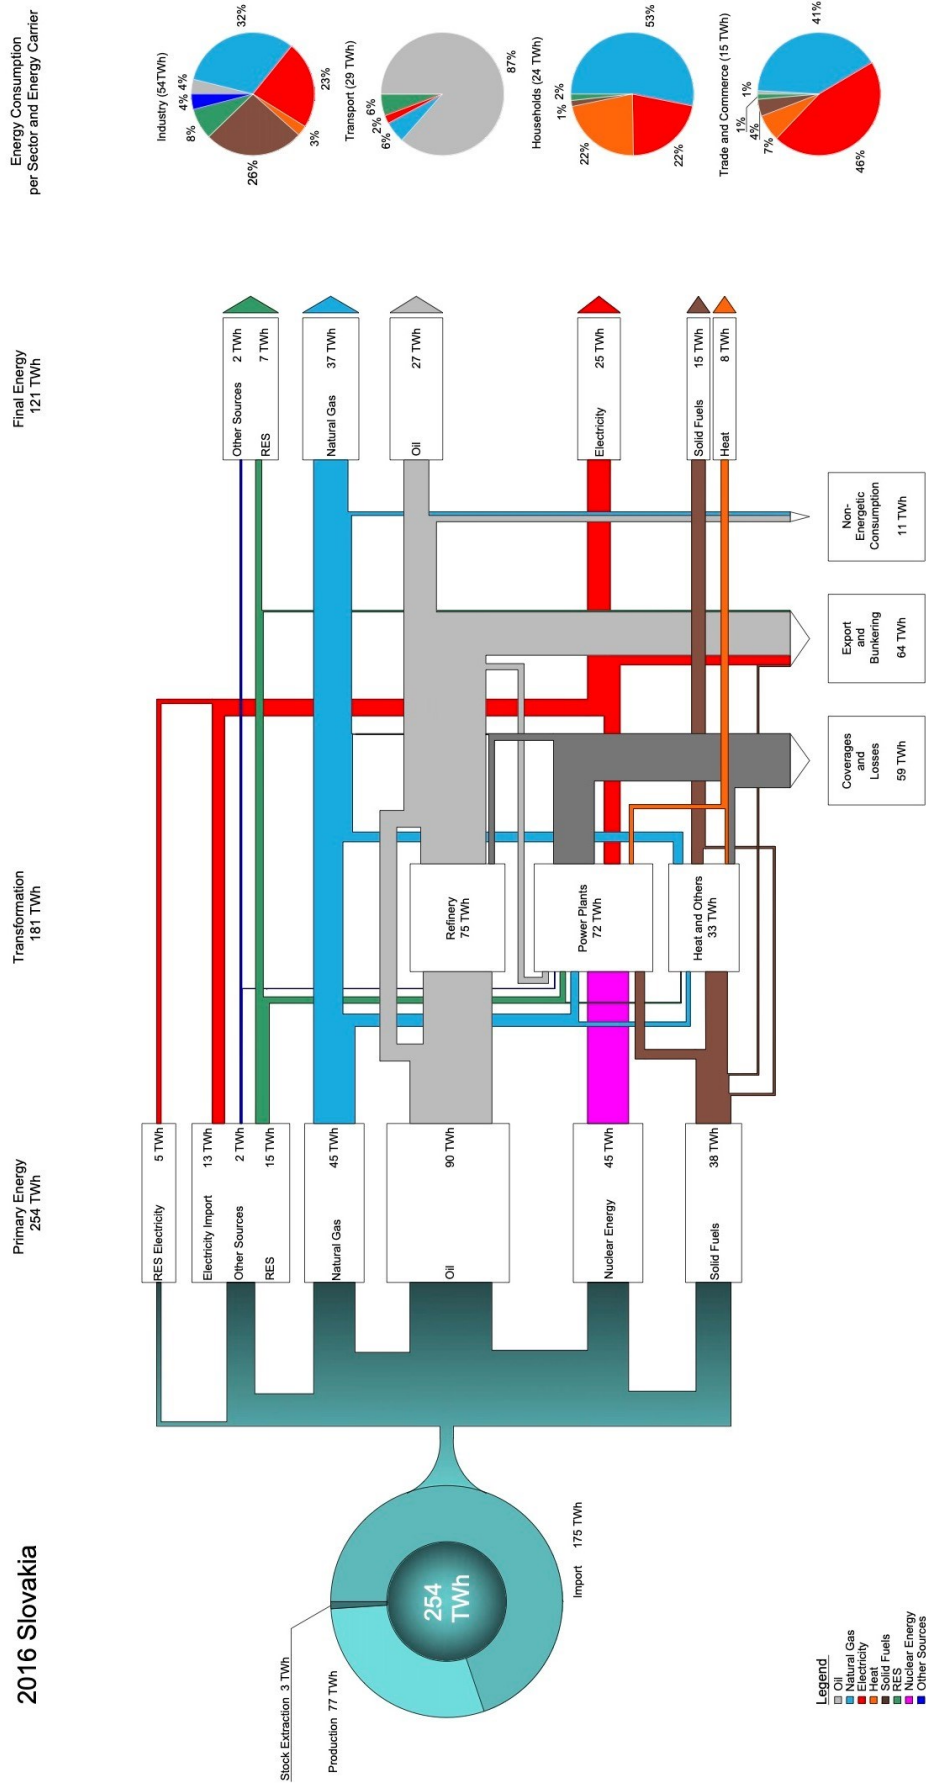 2016 Slovakia
Primary Energy
254 TWh
Transformation
181 TWh
Final Energy
121 TWh
Energy Consumption
per Sector and Energy Carrier
Stock Extraction 3 TWh
Production 77 TWh
254
TWh
Import 175 TWh
RES Electricity 5 TWh
Electricity Import 13 TWh
Other Sources 2 TWh
RES 15 TWh
Natural Gas 45 TWh
Oil 90 TWh
Nuclear Energy 45 TWh
Solid Fuels 38 TWh
Refinery
75 TWh
Power Plants
72 TWh
Heat and Others
33 TWh
Other Sources 2 TWh
RES 7 TWh
Natural Gas 37 TWh
Oil 27 TWh
Electricity 25 TWh
Solid Fuels 15 TWh
Heat 8 TWh
Coverages
and
Losses
59 TWh
Export
and
Bunkering
64 TWh
Non-
Energetic
Consumption
11 TWh
Industry (54TWh)
32%
23%
3%
26%
8%
4%
4%
Transport (29 TWh)
87%
6%
2%
6%
Households (24 TWh)
53%
22%
22%
1%
2%
Trade and Commerce (15 TWh)
41%
46%
7%
4%
1%
1%
Legend
Oil
Natural Gas
Electricity
Heat
Solid Fuels
RES
Nuclear Energy
Other Sources